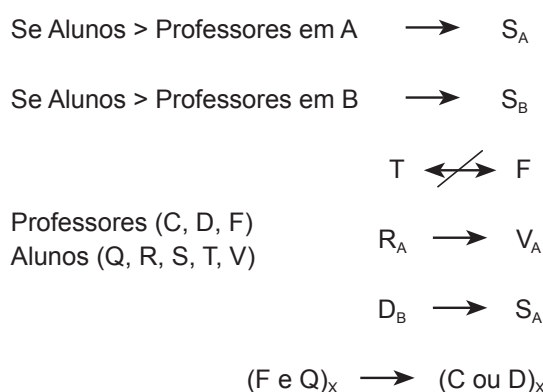 Se Alunos > Professores em A → S_A
Se Alunos > Professores em B → S_B
T ↮ F
Professores (C, D, F)
Alunos (Q, R, S, T, V)
R_A → V_A
D_B → S_A
(F e Q)_X → (C ou D)_X